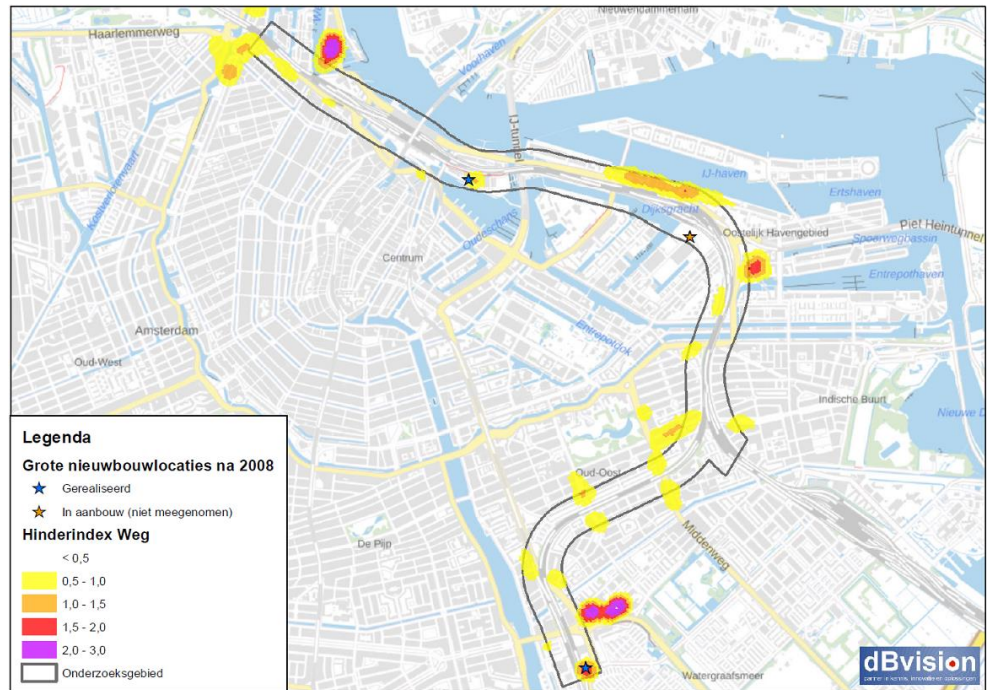 Nieuwendammerham
Haarlemmerweg
Voorhaven
IJ-tunnel
Kostverlorenvaart
IJ-haven
Ertshaven
Dijksgracht
Oudeschans
Oostelijk Havengebied
Piet Heintunnel
Spoorwegbassin
Centrum
Entrepothaven
Entrepotdok
Amsterdam
Oud-West
Indische Buurt
Nieuwe D
Legenda
Grote nieuwbouwlocaties na 2008
Gerealiseerd
In aanbouw (niet meegenomen)
Hinderindex Weg
< 0,5
0,5 - 1,0
1,0 - 1,5
1,5 - 2,0
2,0 - 3,0
Onderzoeksgebied
Oud-Oost
De Pijp
Middenweg
Watergraafsmeer
dBvision